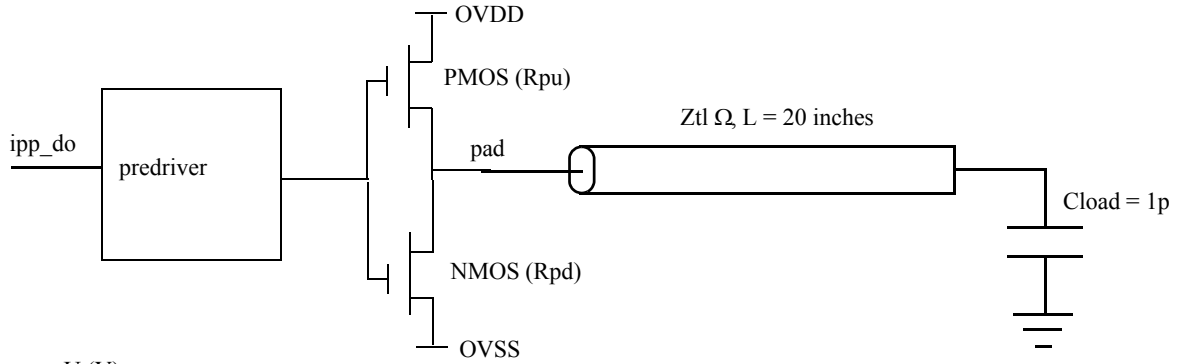 OVDD
PMOS (Rpu)
Ztl Ω, L = 20 inches
ipp_do
predriver
pad
Cload = 1p
NMOS (Rpd)
OVSS